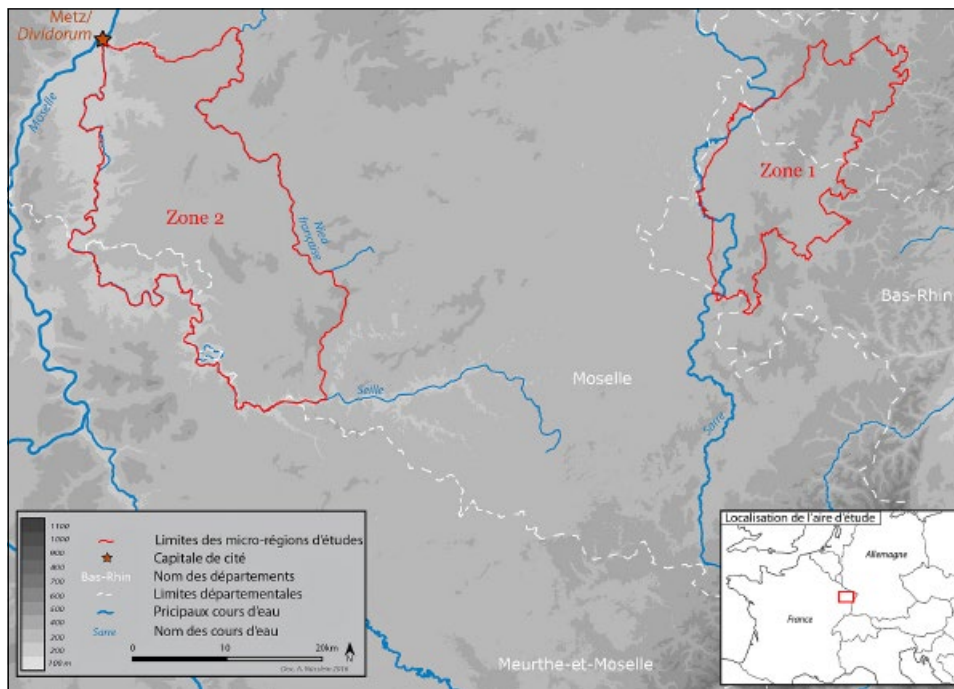 Metz/
Dividorum
Moselle
Zone 2
Nied
française
Zone 1
Bas-Rhin
Moselle
Seille
Sarre
Meurthe-et-Moselle
1100
1000
900
800
700
600
500
400
300
200
100 m
Limites des micro-régions d'études
Capitale de cité
Bas-Rhin Nom des départements
Limites départementales
Pricipaux cours d'eau
Sarre Nom des cours d'eau
0 10 20km
N
Localisation de l'aire d'étude
Allemagne
France